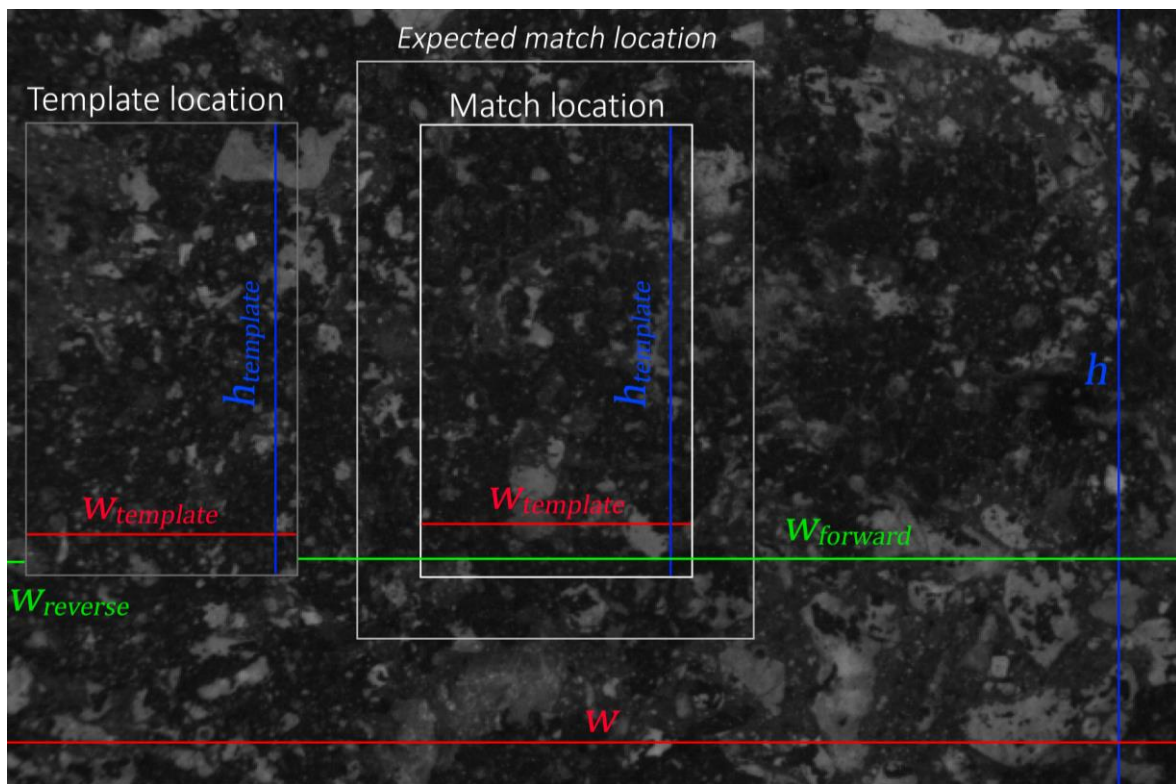 Expected match location
Template location
Match location
h_template
h_template
h
w_template
w_template
w_forward
w_reverse
w